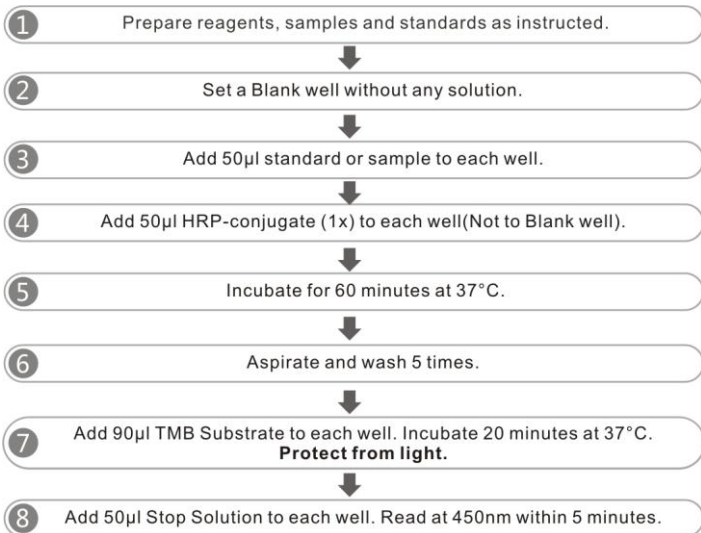 1 Prepare reagents, samples and standards as instructed.
2 Set a Blank well without any solution.
3 Add 50µl standard or sample to each well.
4 Add 50µl HRP-conjugate (1x) to each well(Not to Blank well).
5 Incubate for 60 minutes at 37°C.
6 Aspirate and wash 5 times.
7 Add 90µl TMB Substrate to each well. Incubate 20 minutes at 37°C.
Protect from light.
8 Add 50µl Stop Solution to each well. Read at 450nm within 5 minutes.